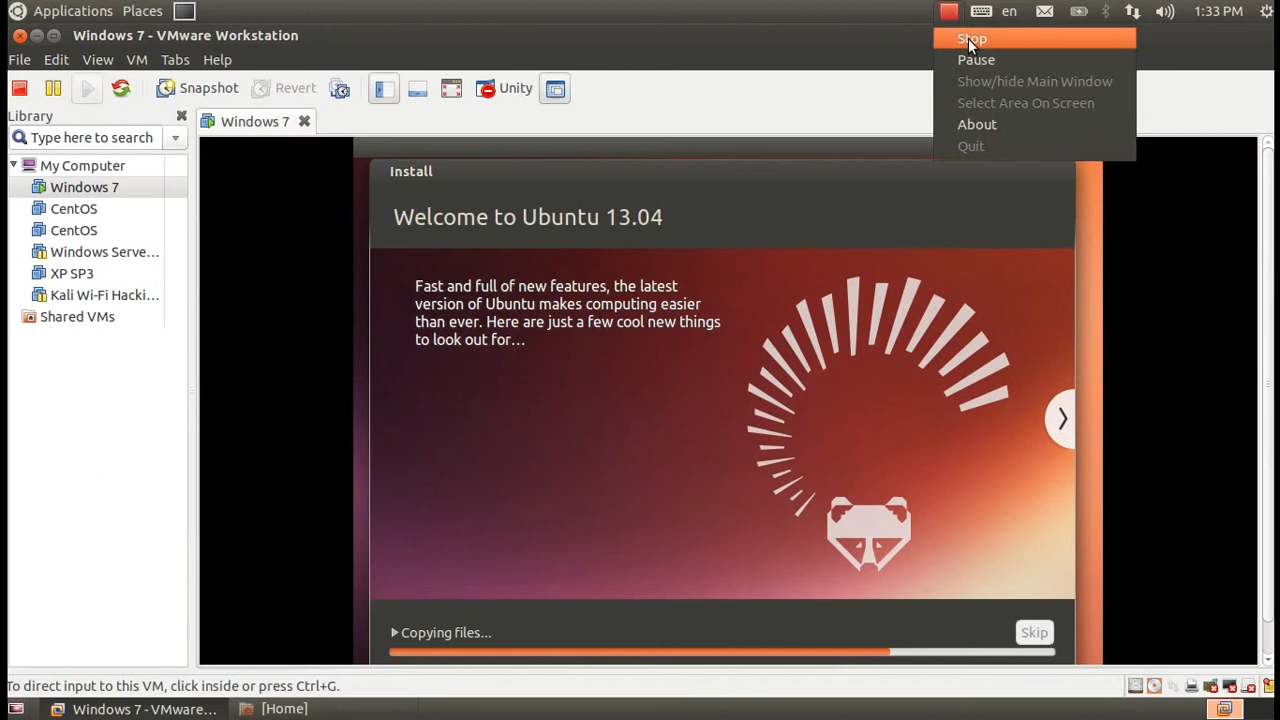 Applications Places
en
1:33 PM
Windows 7 - VMware Workstation
Stop
Pause
Show/hide Main Window
Select Area On Screen
About
Quit
File Edit View VM Tabs Help
Snapshot Revert Unity
Library
Windows 7
Type here to search
My Computer
Windows 7
CentOS
CentOS
Windows Serve...
XP SP3
Kali Wi-Fi Hacki...
Shared VMs
Install
Welcome to Ubuntu 13.04
Fast and full of new features, the latest
version of Ubuntu makes computing easier
than ever. Here are just a few cool new things
to look out for...
Copying files...
Skip
To direct input to this VM, click inside or press Ctrl+G.
Windows 7 - VMware...
[Home]